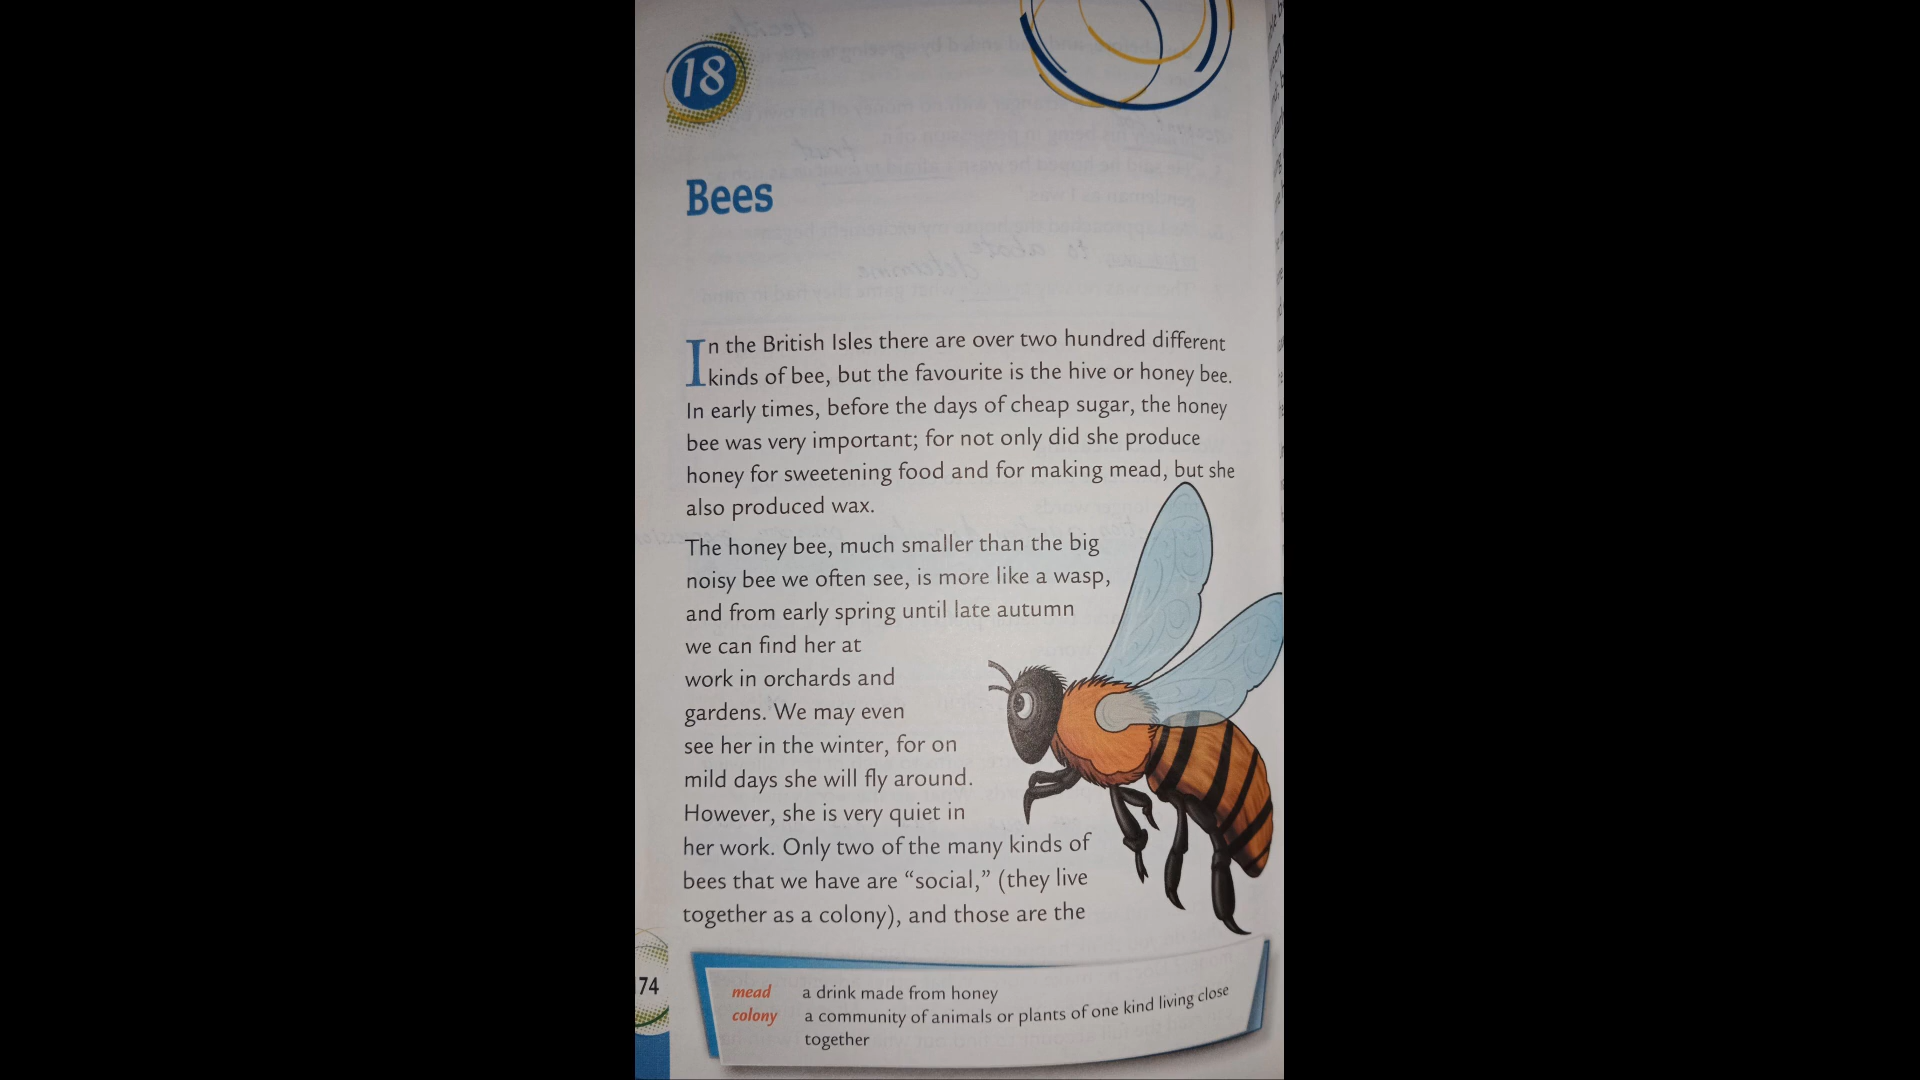 18
Bees
In the British Isles there are over two hundred different
kinds of bee, but the favourite is the hive or honey bee.
In early times, before the days of cheap sugar, the honey
bee was very important; for not only did she produce
honey for sweetening food and for making mead, but she
also produced wax.
The honey bee, much smaller than the big
noisy bee we often see, is more like a wasp,
and from early spring until late autumn
we can find her at
work in orchards and
gardens. We may even
see her in the winter, for on
mild days she will fly around.
However, she is very quiet in
her work. Only two of the many kinds of
bees that we have are “social,” (they live
together as a colony), and those are the
mead a drink made from honey
colony a community of animals or plants of one kind living close
together
74